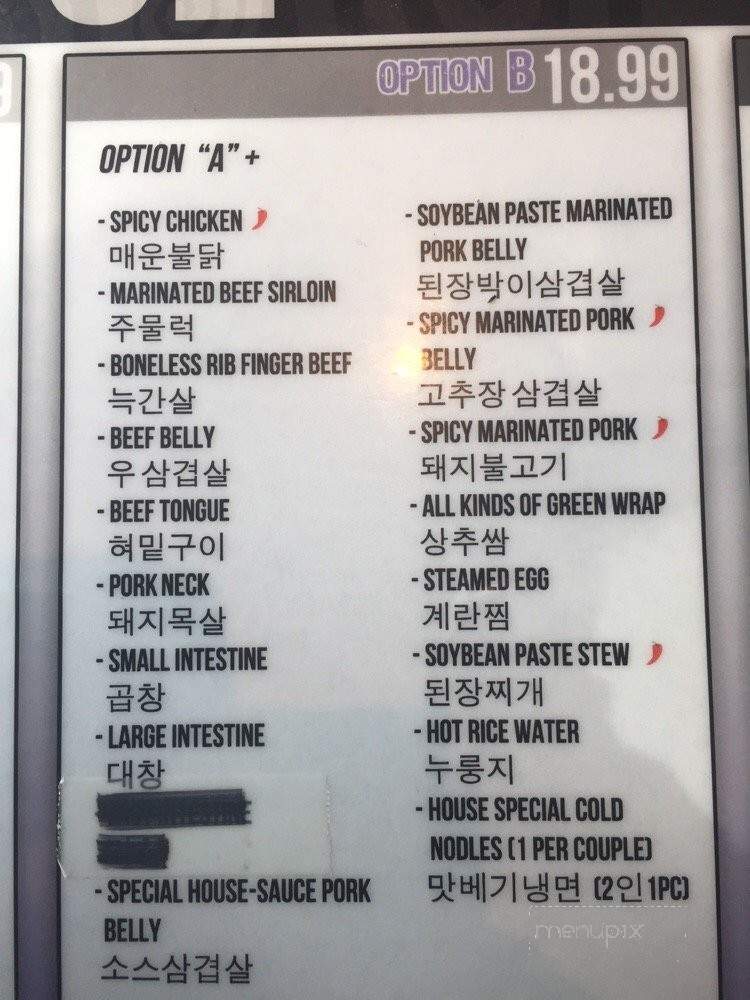 OPTION B 18.99
OPTION "A" +
- SPICY CHICKEN
매운불닭
- MARINATED BEEF SIRLOIN
주물럭
- BONELESS RIB FINGER BEEF
늑간살
- BEEF BELLY
우삼겹살
- BEEF TONGUE
혀밑구이
- PORK NECK
돼지목살
- SMALL INTESTINE
곱창
- LARGE INTESTINE
대창
- SPECIAL HOUSE-SAUCE PORK
BELLY
소스삼겹살
- SOYBEAN PASTE MARINATED
PORK BELLY
된장박이삼겹살
- SPICY MARINATED PORK
BELLY
고추장 삼겹살
- SPICY MARINATED PORK
돼지불고기
- ALL KINDS OF GREEN WRAP
상추쌈
- STEAMED EGG
계란찜
- SOYBEAN PASTE STEW
된장찌개
- HOT RICE WATER
누룽지
- HOUSE SPECIAL COLD
NODLES (1 PER COUPLE)
맛베기냉면 (2인1PC)
menupix